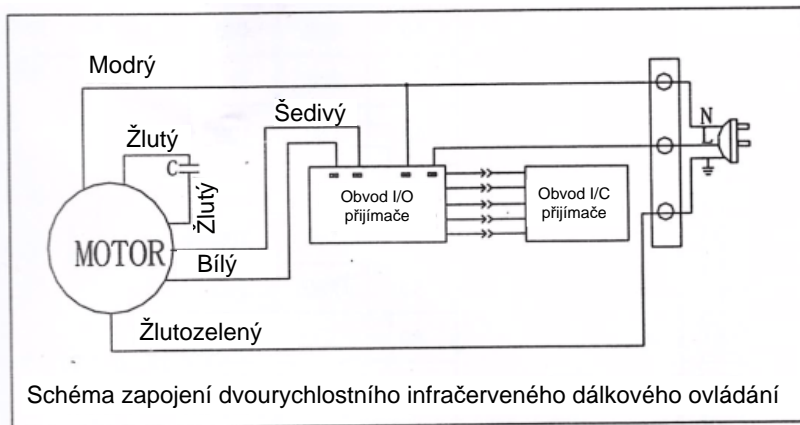 Modrý
Šedivý
Žlutý
C
Žlutý
N
L
Obvod I/O
přijímače
Obvod I/C
přijímače
MOTOR
Bílý
Žlutozelený
Schéma zapojení dvourychlostního infračerveného dálkového ovládání